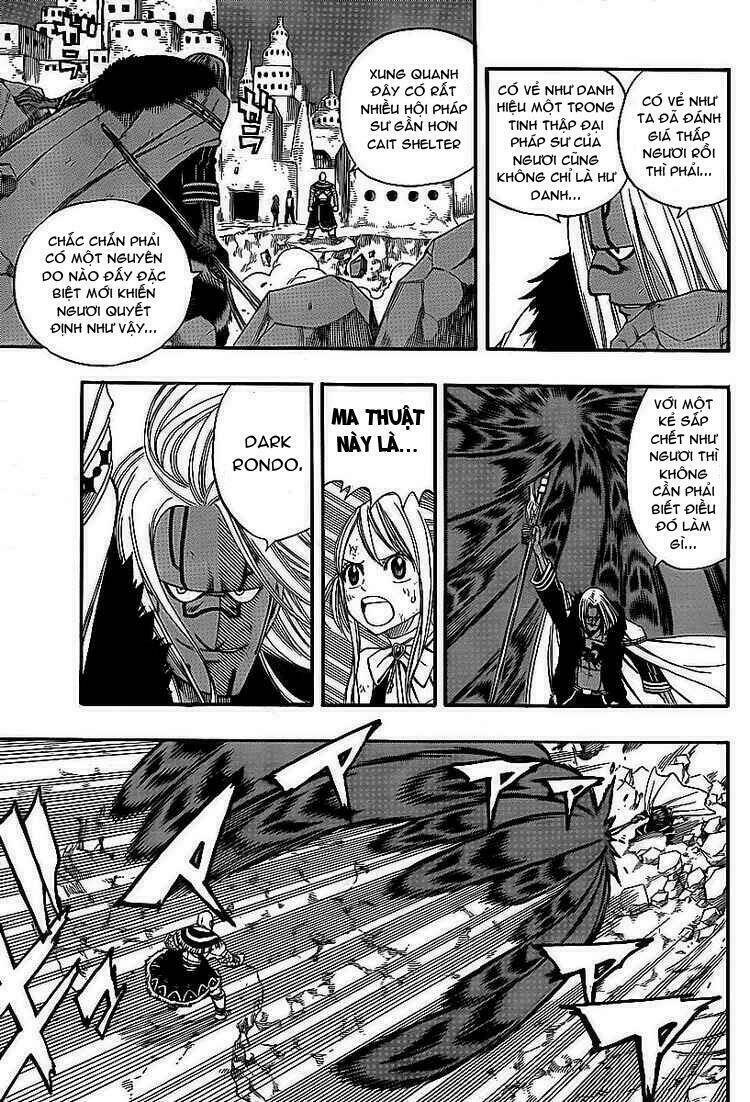 CÓ VẺ NHƯ
TA ĐÃ ĐÁNH
GIÁ THẤP
NGƯƠI RỒI
THÌ PHẢI...
CÓ VẺ NHƯ DANH
HIỆU MỘT TRONG
TINH THẬP ĐẠI
PHÁP SƯ CỦA
NGƯƠI CŨNG
KHÔNG CHỈ LÀ HƯ
DANH...
XUNG QUANH
ĐÂY CÓ RẤT
NHIỀU HỘI PHÁP
SƯ GẦN HƠN
CAIT SHELTER
CHẮC CHẮN PHẢI
CÓ MỘT NGUYÊN
DO NÀO ĐẤY ĐẶC
BIỆT MỚI KHIẾN
NGƯƠI QUYẾT
ĐỊNH NHƯ VẬY...
VỚI MỘT
KẺ SẮP
CHẾT NHƯ
NGƯƠI THÌ
KHÔNG
CẦN PHẢI
BIẾT ĐIỀU
ĐÓ LÀM
GÌ...
MA THUẬT
NÀY LÀ...
DARK
RONDO.